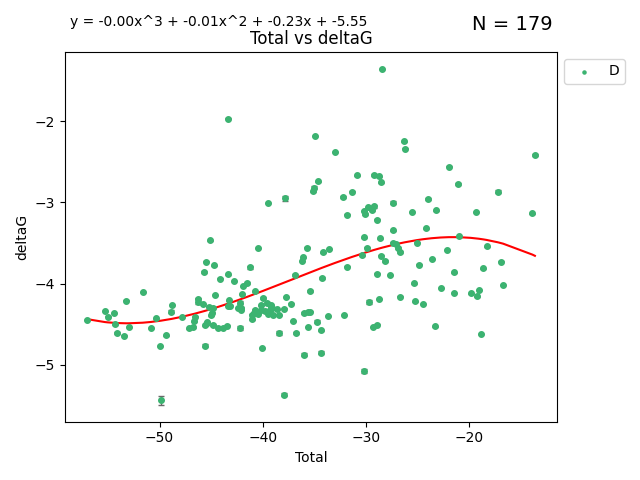 y = -0.00x^3 + -0.01x^2 + -0.23x + -5.55
N = 179
Total vs deltaG
D
deltaG
−2
−3
−4
−5
−50
−40
−30
−20
Total